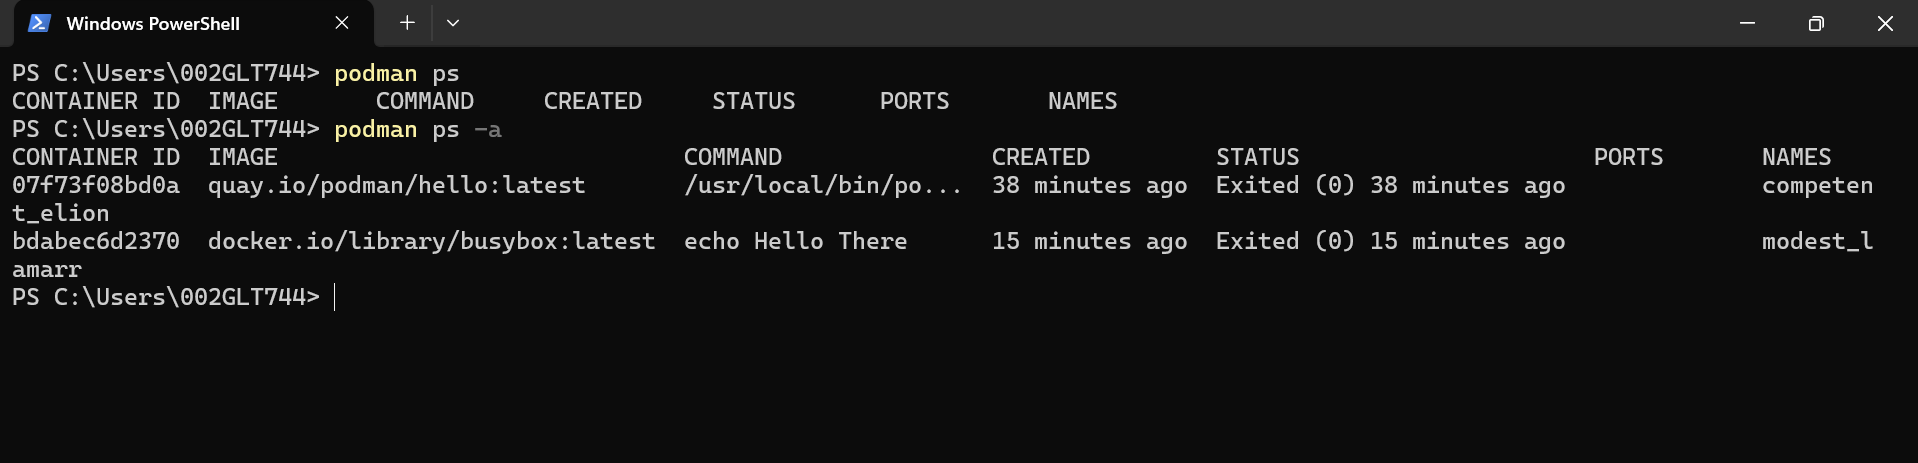 Windows PowerShell
PS C:\Users\002GLT744> podman ps
CONTAINER ID  IMAGE       COMMAND     CREATED     STATUS      PORTS       NAMES
PS C:\Users\002GLT744> podman ps -a
CONTAINER ID  IMAGE                             COMMAND               CREATED         STATUS                     PORTS       NAMES
07f73f08bd0a  quay.io/podman/hello:latest       /usr/local/bin/po...  38 minutes ago  Exited (0) 38 minutes ago              competen
t_elion
bdabec6d2370  docker.io/library/busybox:latest  echo Hello There      15 minutes ago  Exited (0) 15 minutes ago              modest_l
amarr
PS C:\Users\002GLT744>